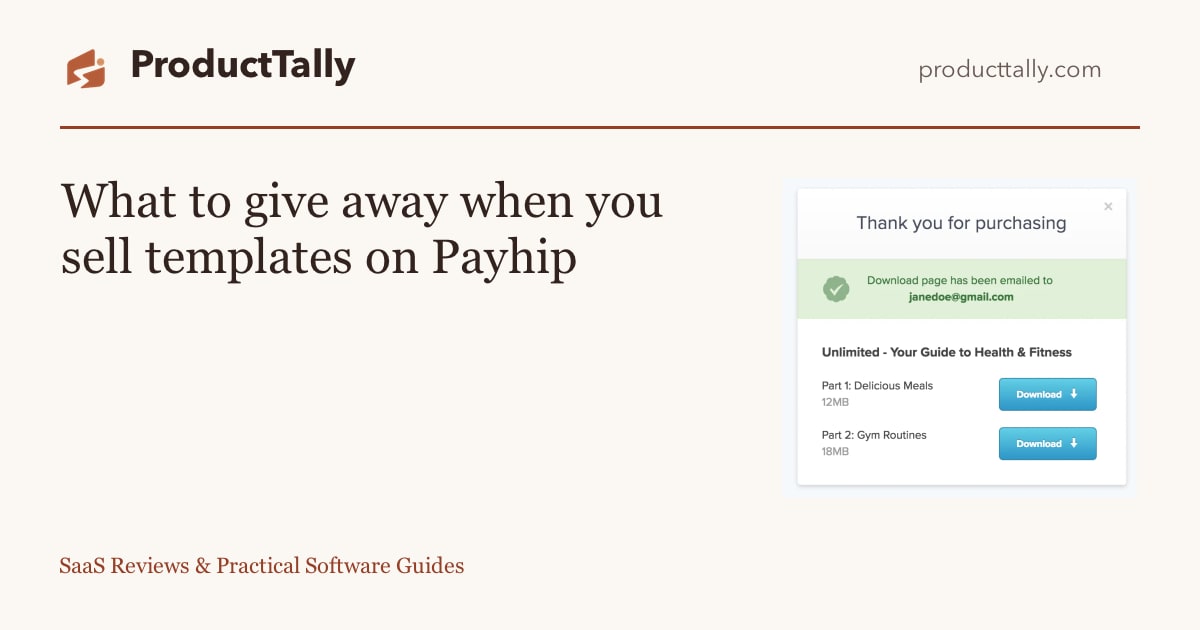 ProductTally
producttally.com
What to give away when you
sell templates on Payhip
×
Thank you for purchasing
Download page has been emailed to
janedoe@gmail.com
Unlimited - Your Guide to Health & Fitness
Part 1: Delicious Meals
12MB
Download
Part 2: Gym Routines
18MB
Download
SaaS Reviews & Practical Software Guides